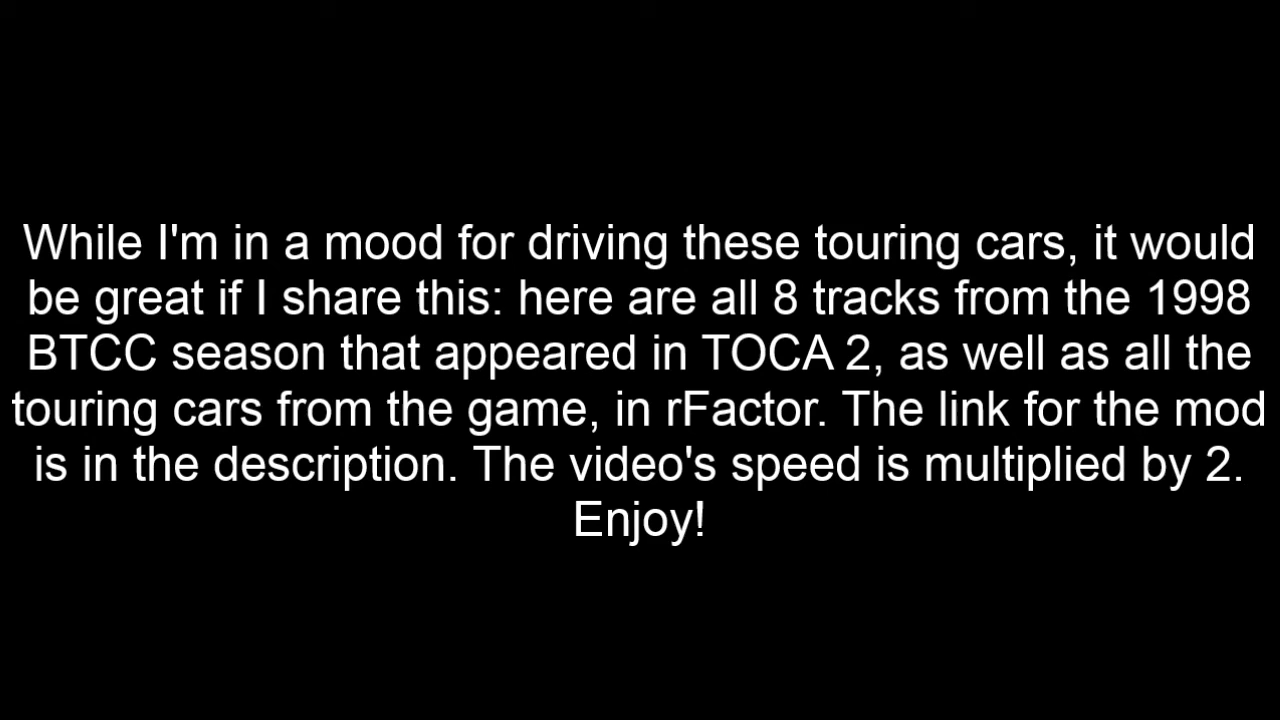 While I'm in a mood for driving these touring cars, it would
be great if I share this: here are all 8 tracks from the 1998
BTCC season that appeared in TOCA 2, as well as all the
touring cars from the game, in rFactor. The link for the mod
is in the description. The video's speed is multiplied by 2.
Enjoy!